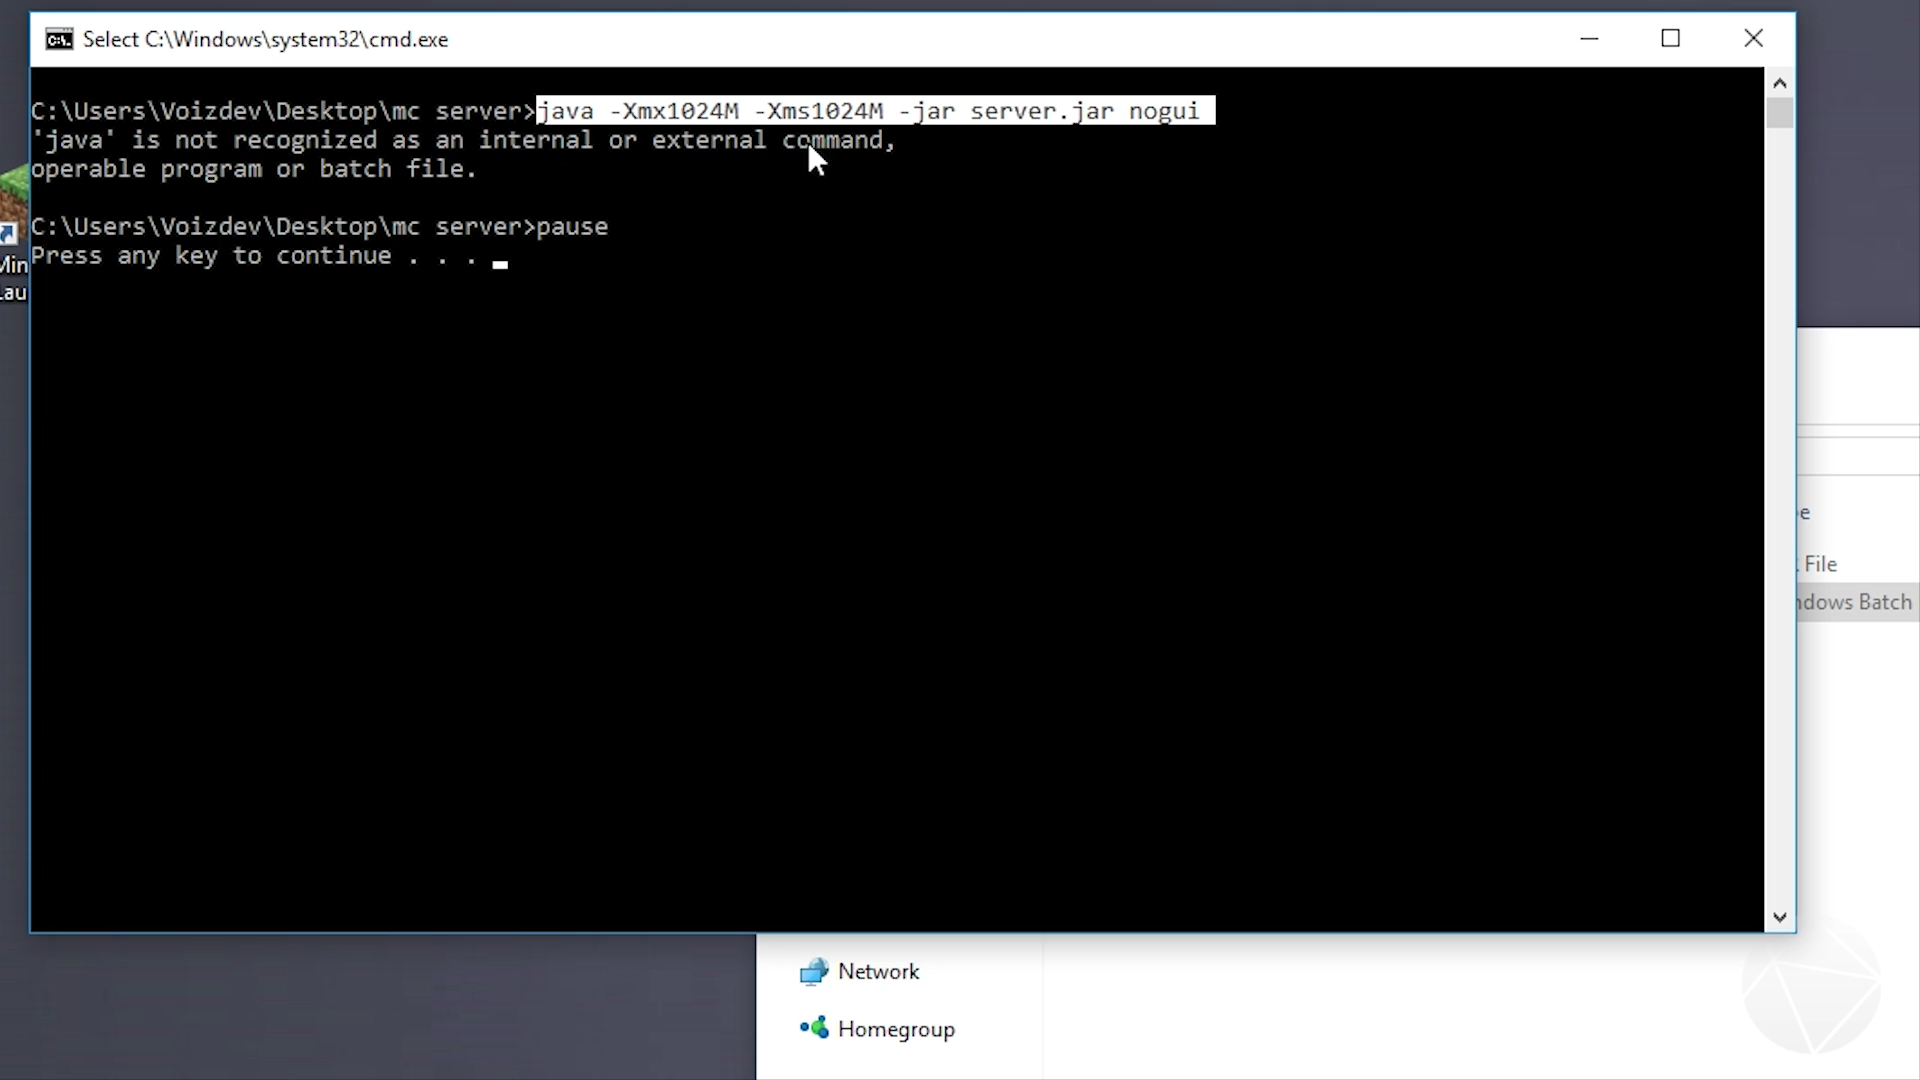 Select C:\Windows\system32\cmd.exe
C:\Users\Voizdev\Desktop\mc server>java -Xmx1024M -Xms1024M -jar server.jar nogui
'java' is not recognized as an internal or external command,
operable program or batch file.
C:\Users\Voizdev\Desktop\mc server>pause
Press any key to continue . . .
File
Batch
Network
Homegroup